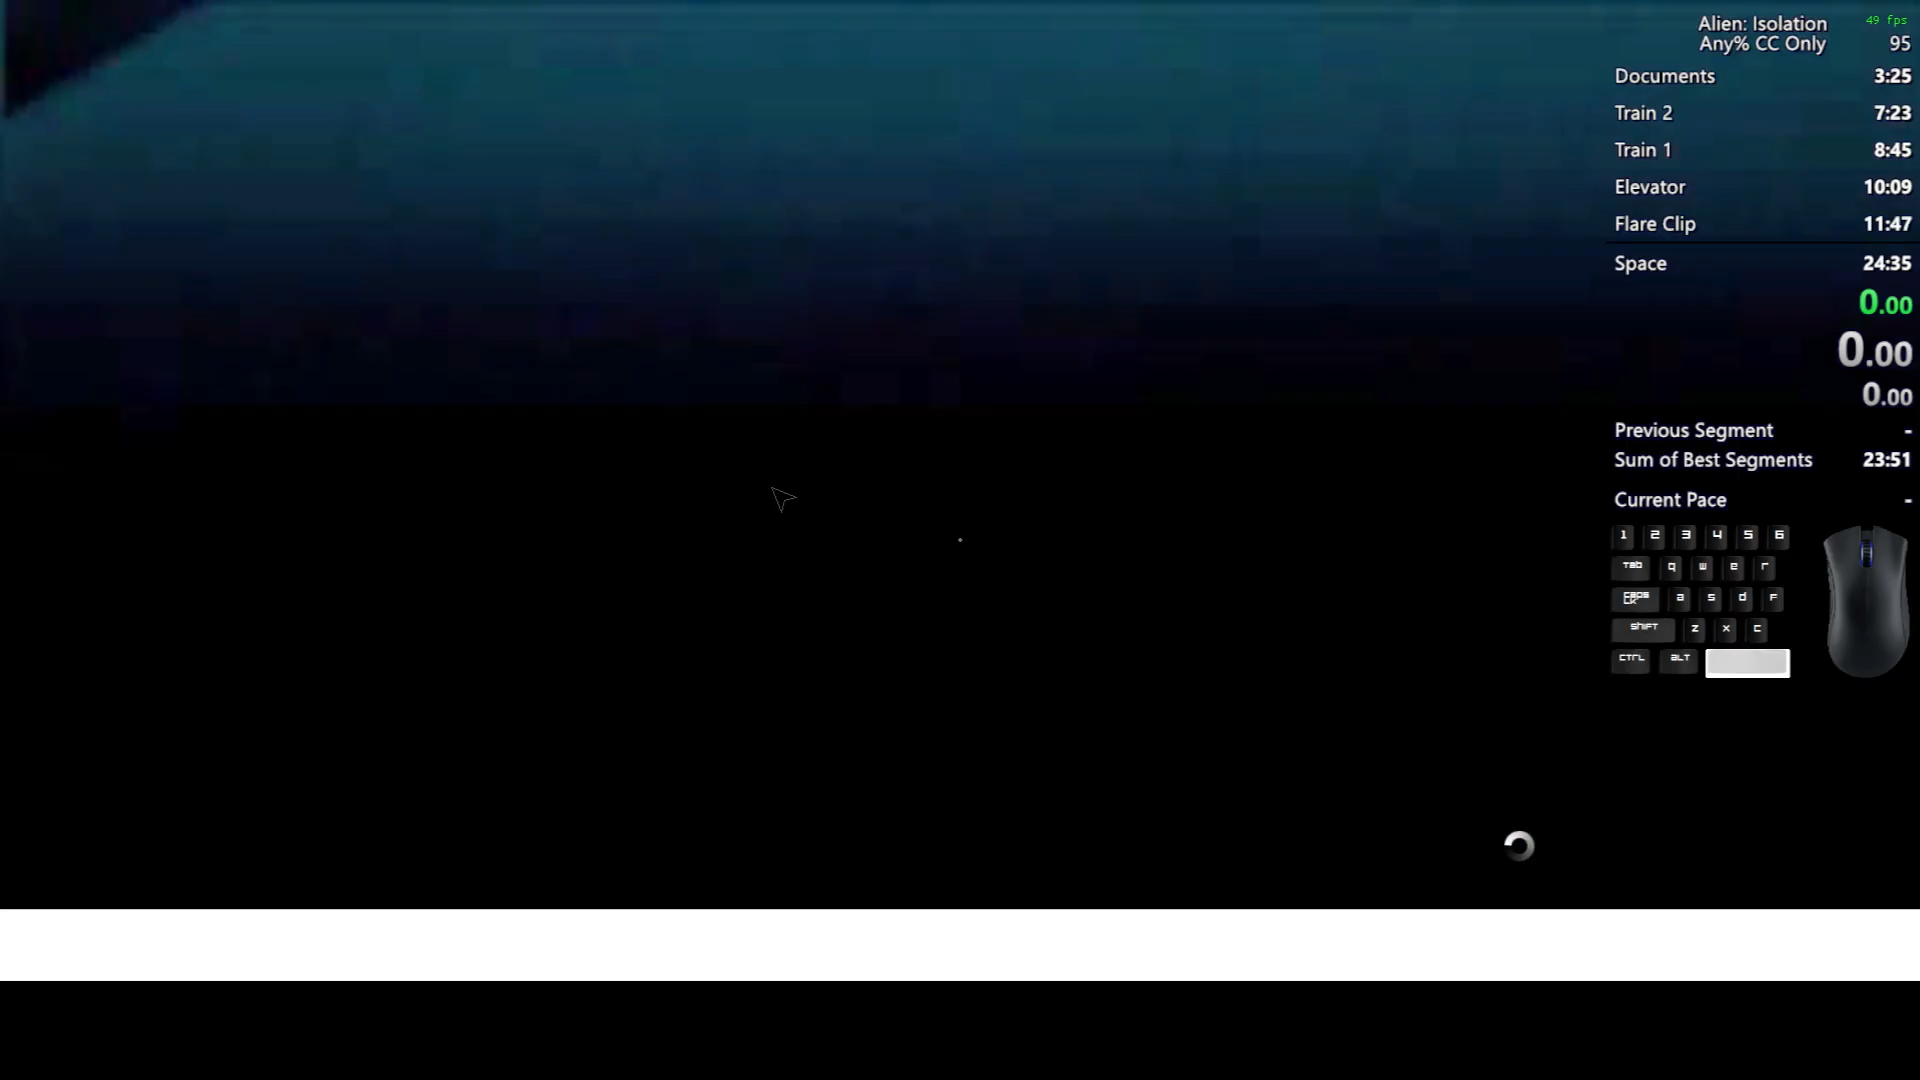 49 fps
Alien: Isolation
Any% CC Only 95
Documents 3:25
Train 2 7:23
Train 1 8:45
Elevator 10:09
Flare Clip 11:47
Space 24:35
0.00
0.00
0.00
Previous Segment -
Sum of Best Segments 23:51
Current Pace -
1 2 3 4 5 6
Tab q w e r
caps LK a s d f
shift z x c
CTRL alt